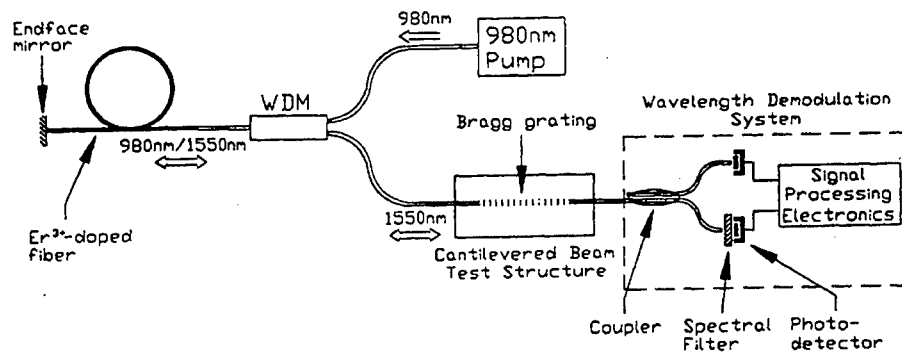 Endface
mirror
980nm
980nm
Pump
WDM
Wavelength Demodulation
System
Bragg grating
980nm/1550nm
Signal
Processing
Electronics
1550nm
Er³⁺-doped
fiber
Cantilevered Beam
Test Structure
Coupler
Spectral
Filter
Photo-
detector